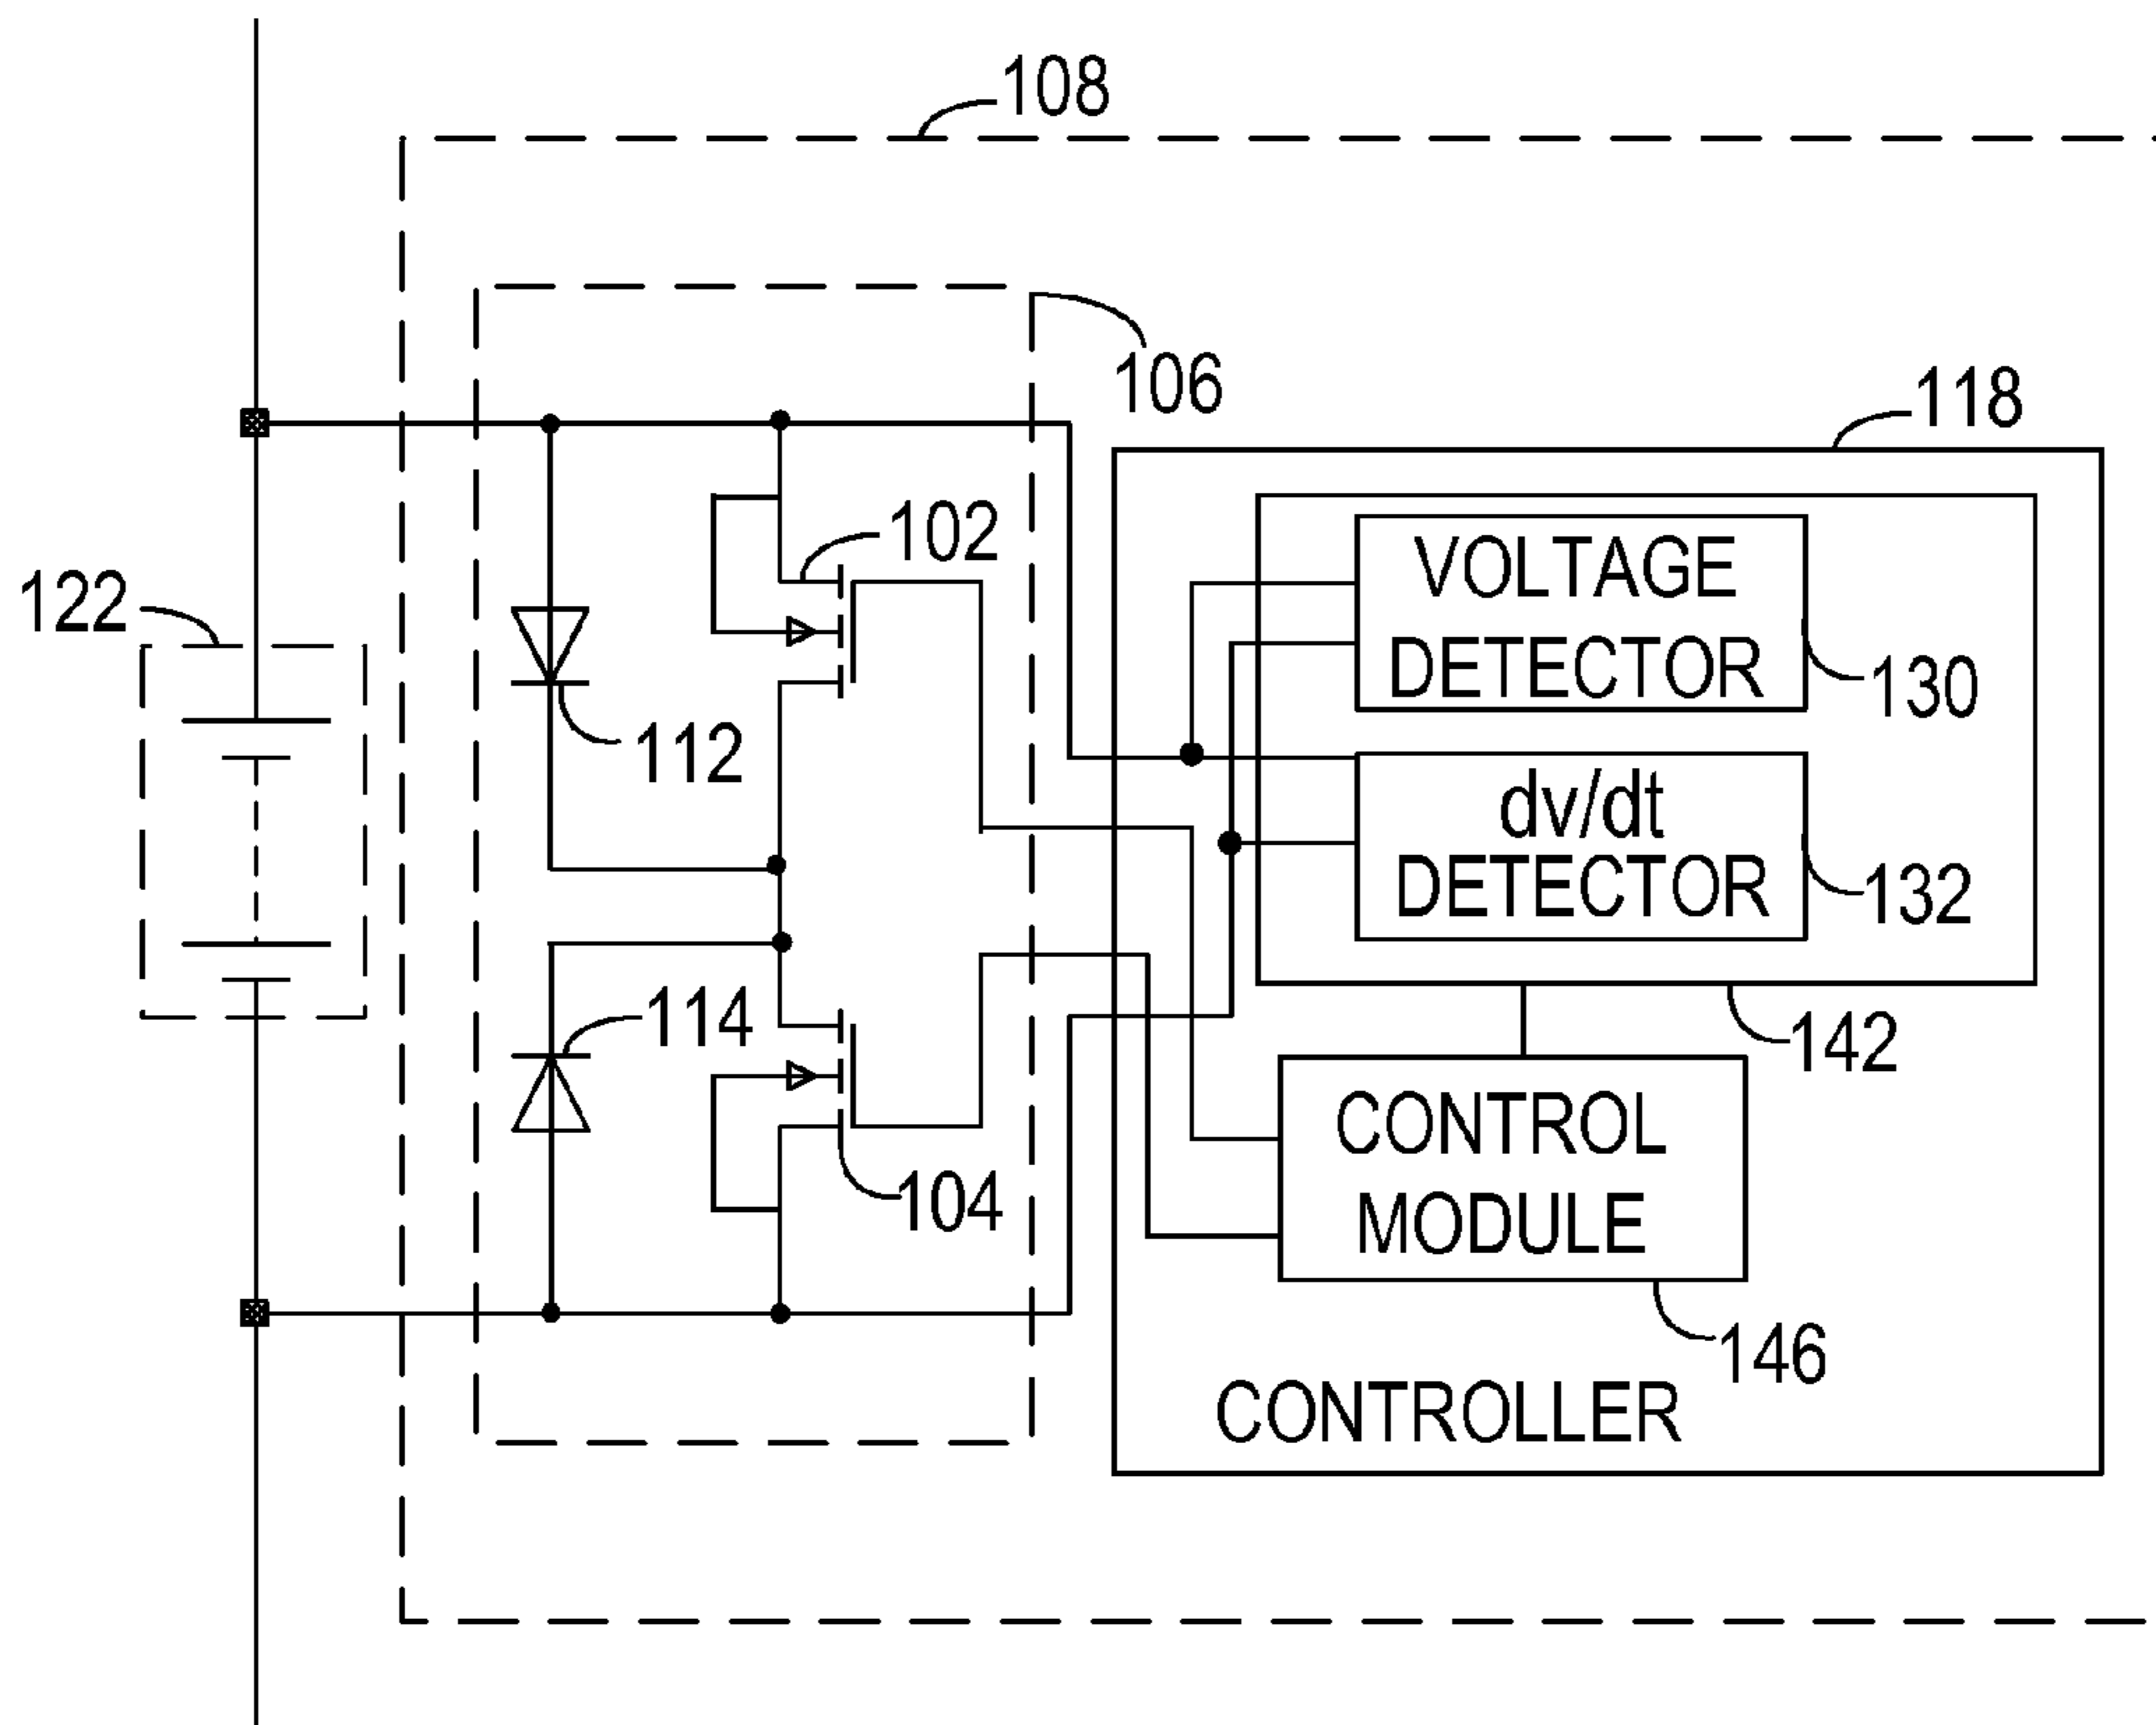 108
106
118
102
VOLTAGE
DETECTOR
122
130
112
dv/dt
DETECTOR
132
114
142
CONTROL
MODULE
104
146
CONTROLLER